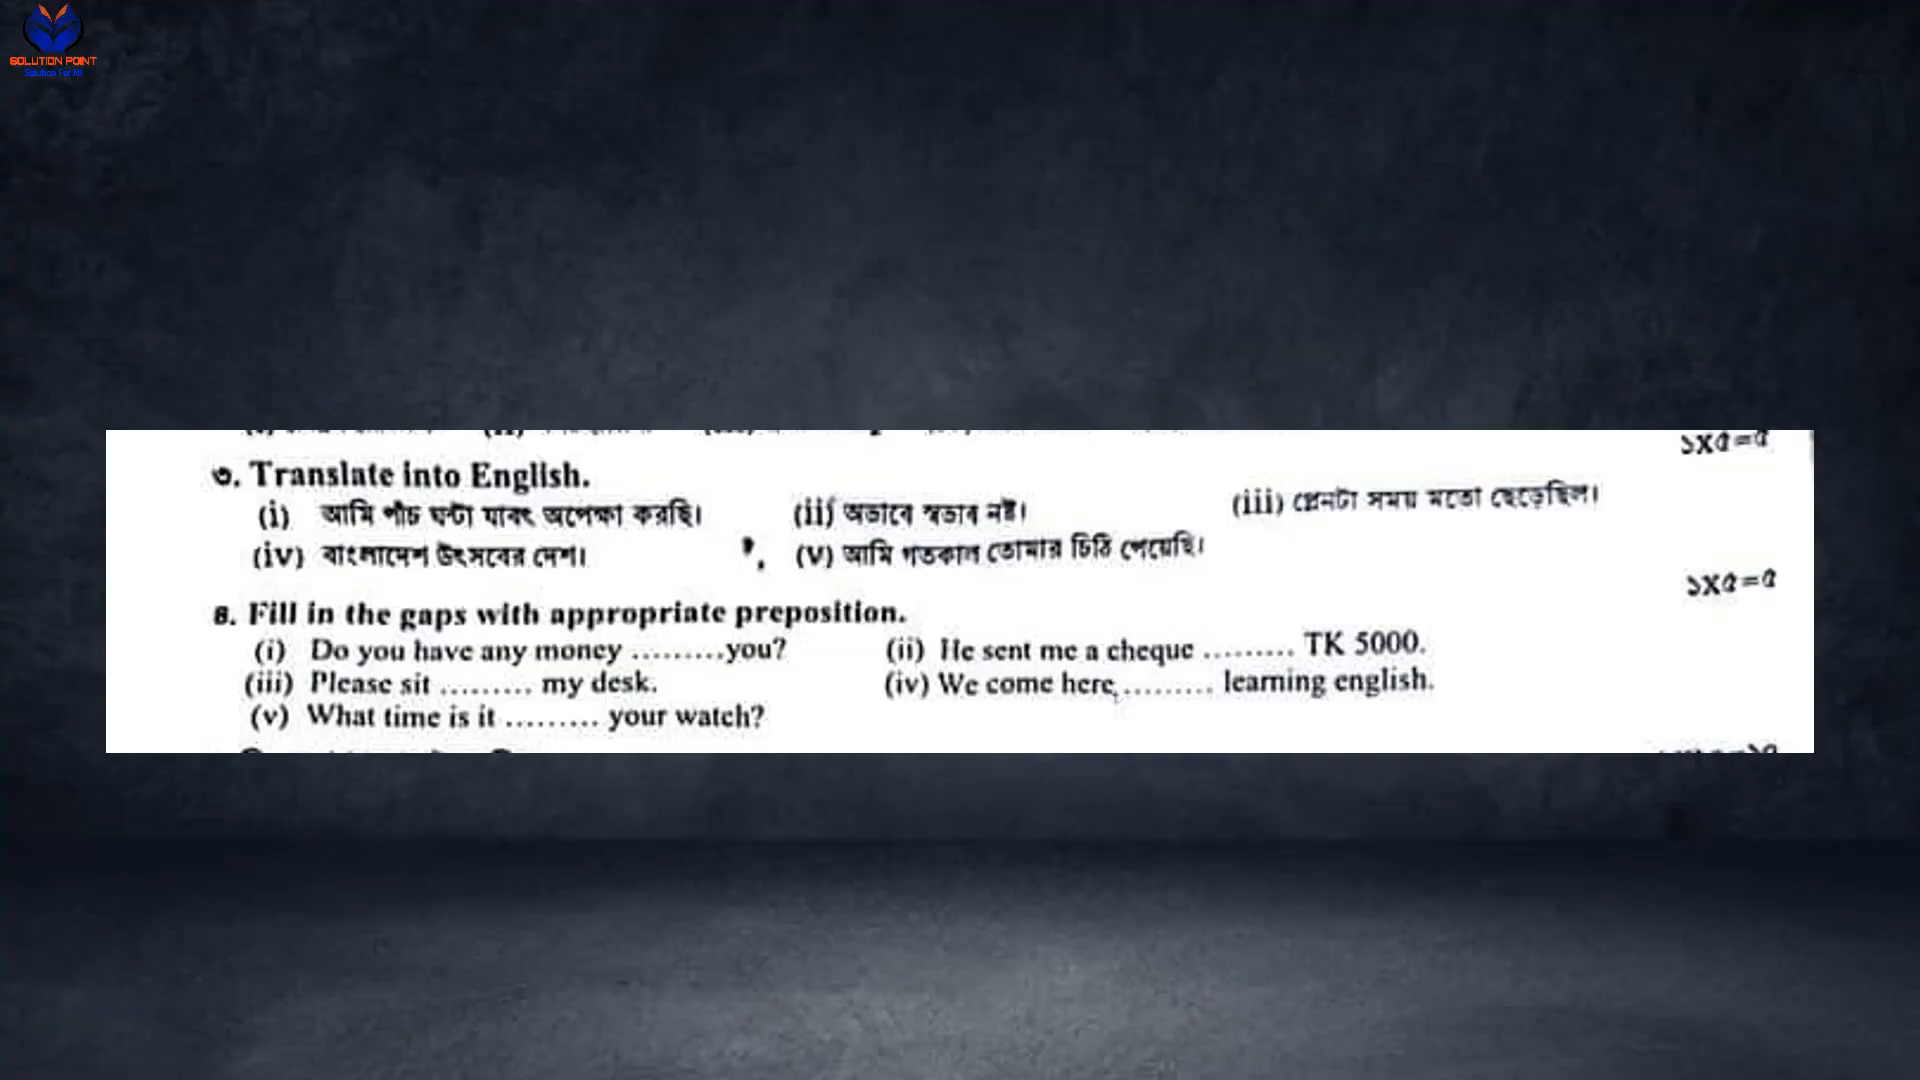 SOLUTION POINT
Solution For All
১X৫=৫
৩. Translate into English.
(i) আমি পাঁচ ঘন্টা যাবৎ অপেক্ষা করছি। (ii) অভাবে স্বভাব নষ্ট। (iii) ট্রেনটা সময় মতো ছেড়েছিল।
(iv) বাংলাদেশ উৎসবের দেশ। (v) আমি গতকাল তোমার চিঠি পেয়েছি।
১X৫=৫
৪. Fill in the gaps with appropriate preposition.
(i) Do you have any money .........you? (ii) He sent me a cheque ......... TK 5000.
(iii) Please sit ......... my desk. (iv) We come here ......... learning english.
(v) What time is it ......... your watch?